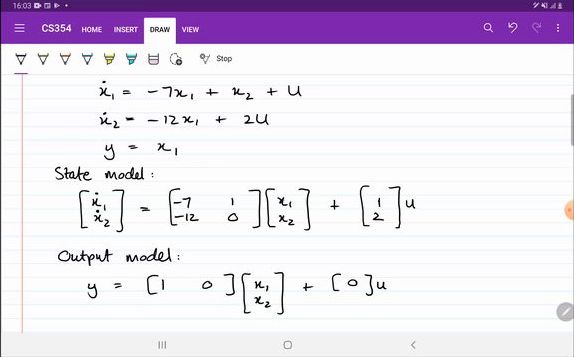 16:03
CS354 HOME INSERT DRAW VIEW
Stop
ẋ₁ = -7x₁ + x₂ + u
ẋ₂ = -12x₁ + 2u
y = x₁
State model:
[ẋ₁ ẋ₂] = [-7 1 -12 0] [x₁ x₂] + [1 2] u
Output model:
y = [1 0] [x₁ x₂] + [0] u